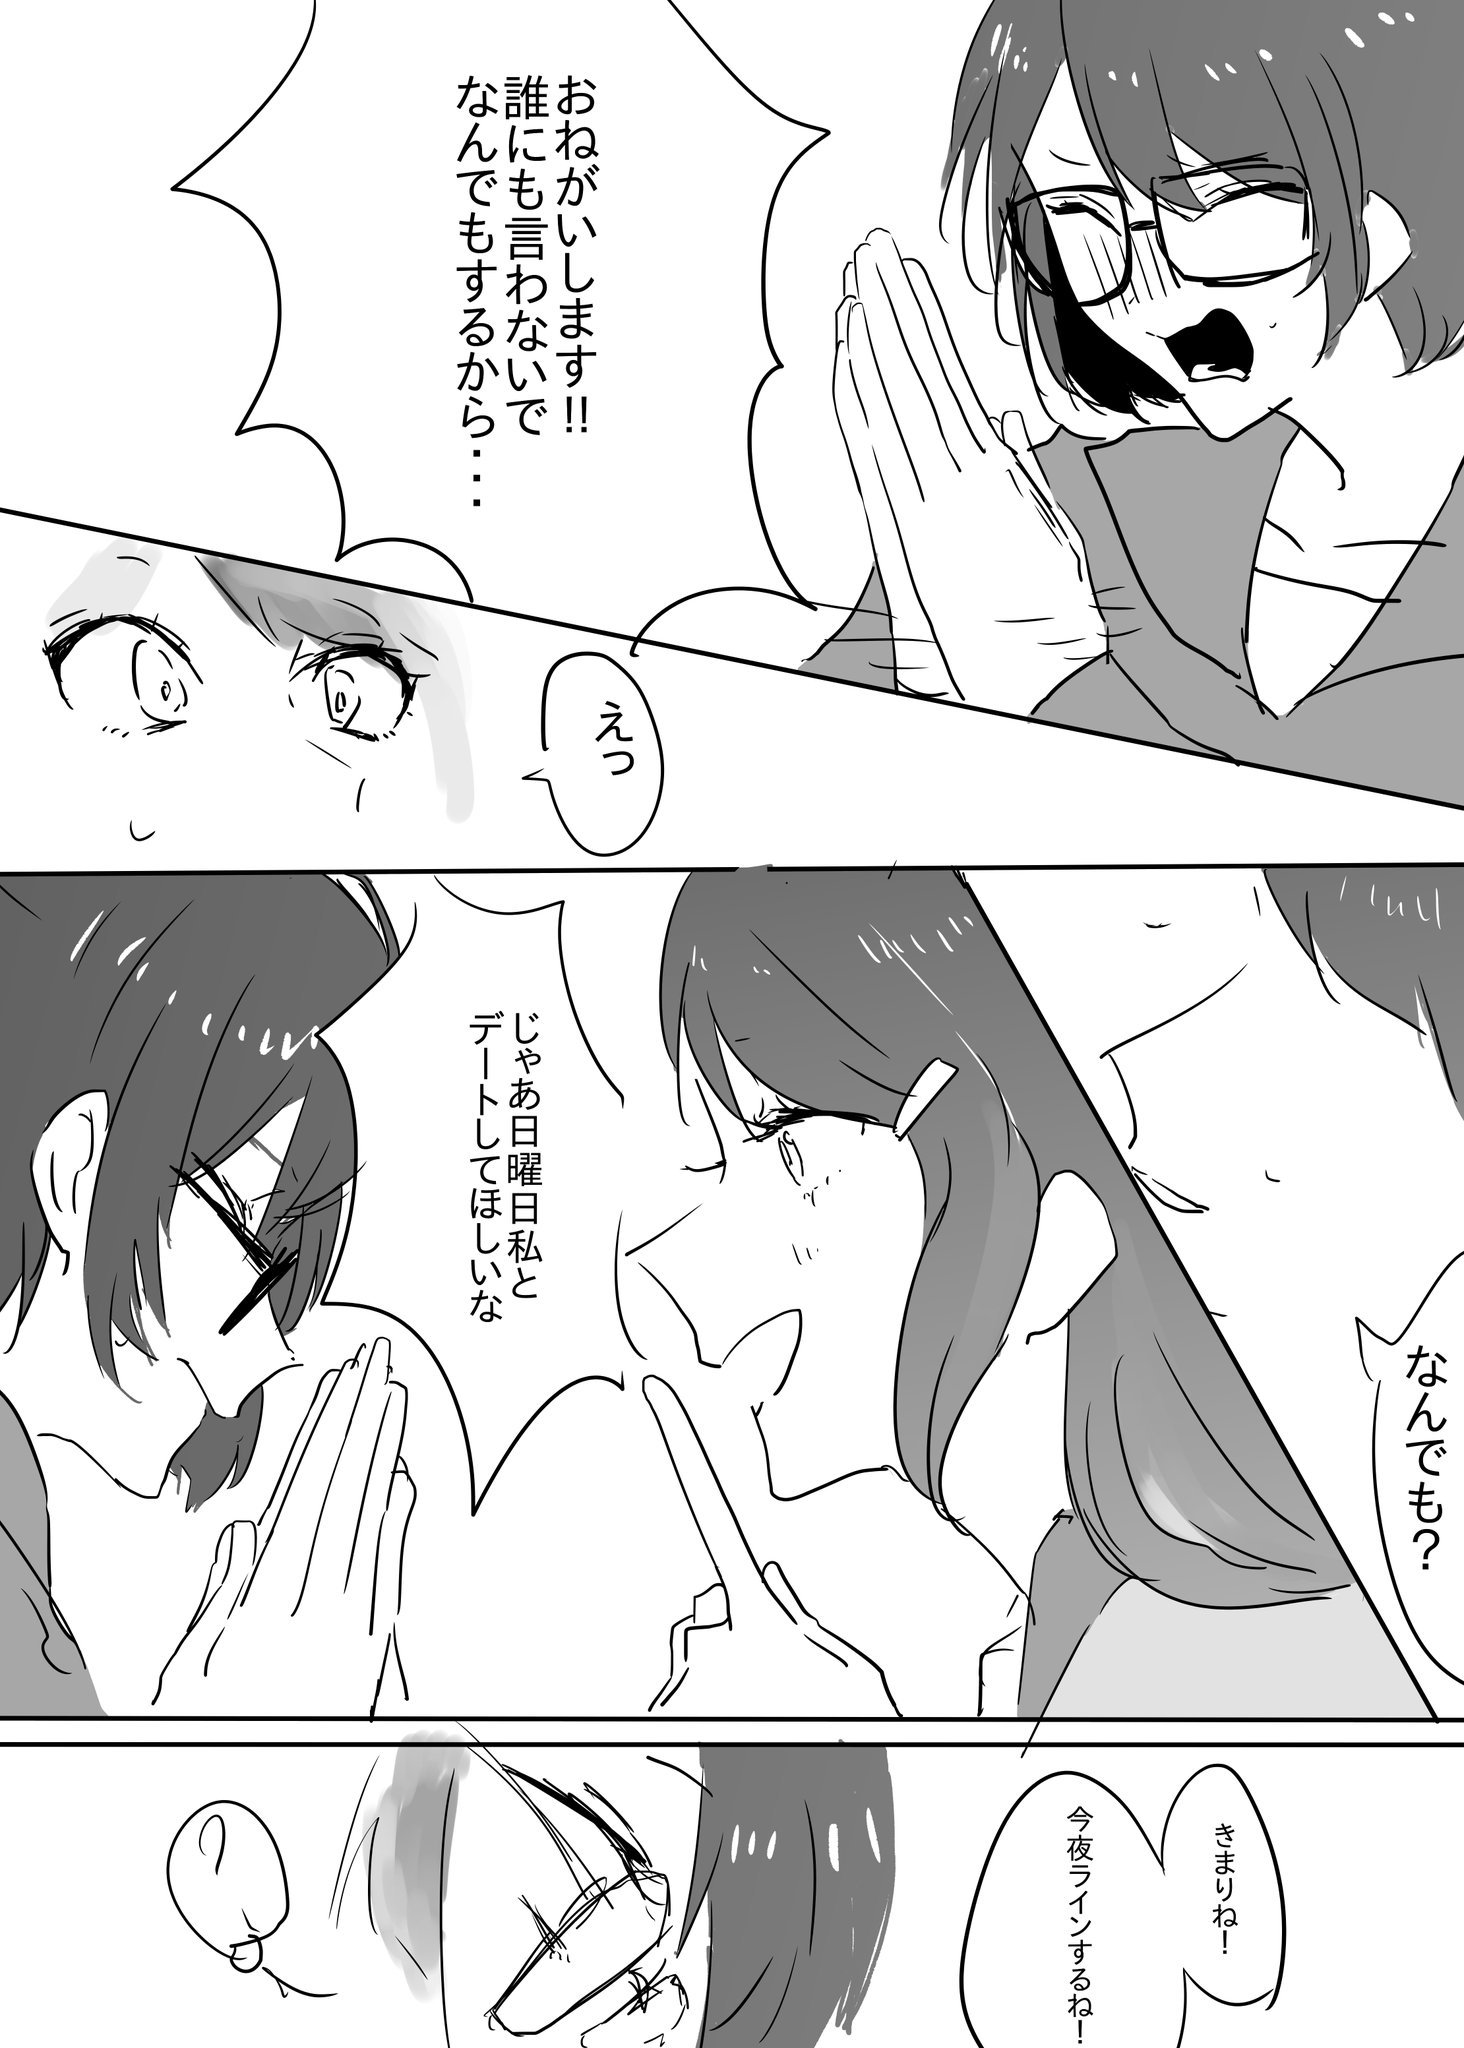 おねがいします!!
誰にも言わないで
なんでもするから・・・
えっ
なんでも?
じゃあ日曜日私と
デートしてほしいな
きまりね!
今夜ラインするね!
?